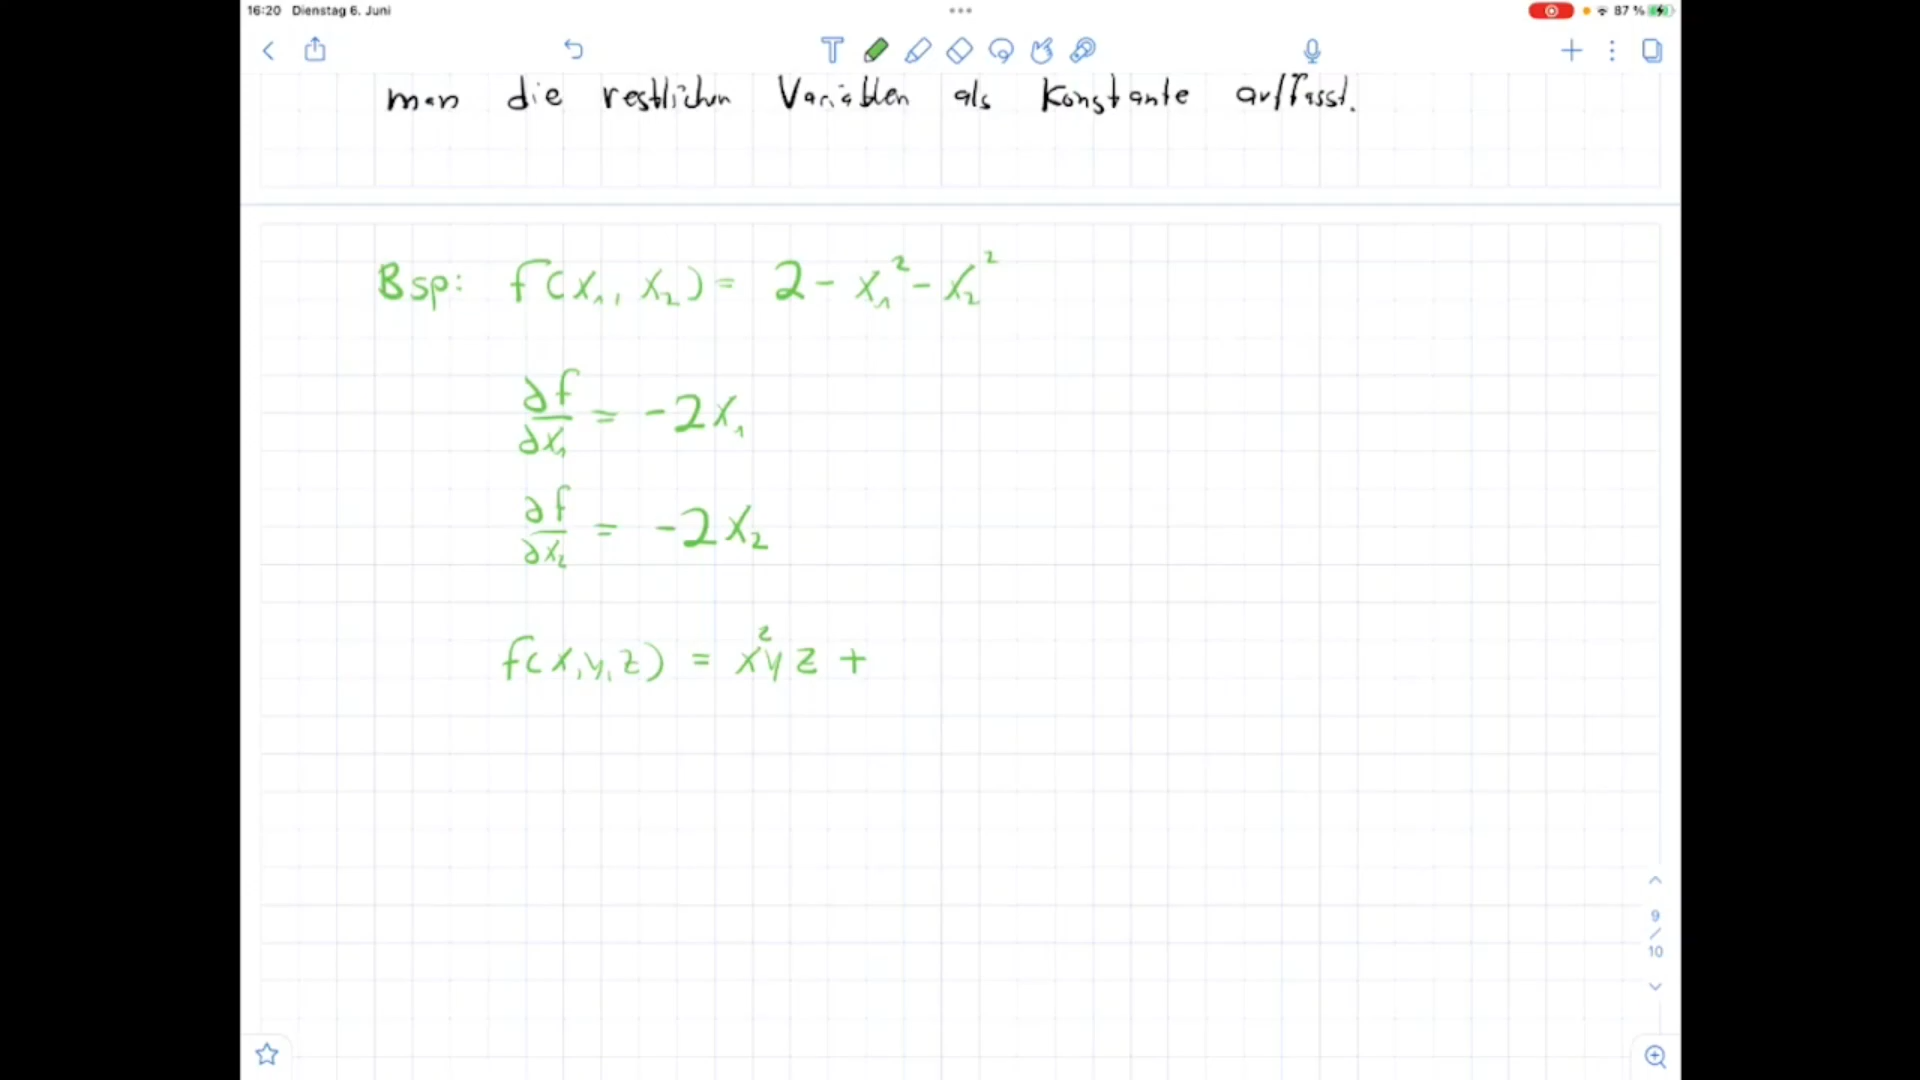 16:20 Dienstag 6. Juni 87 %
man die restlichen Variablen als Konstante auffasst.
Bsp: f(x₁, x₂) = 2 - x₁² - x₂²
∂f/∂x₁ = -2x₁
∂f/∂x₂ = -2x₂
f(x,y,z) = x²yz +
9
/
10